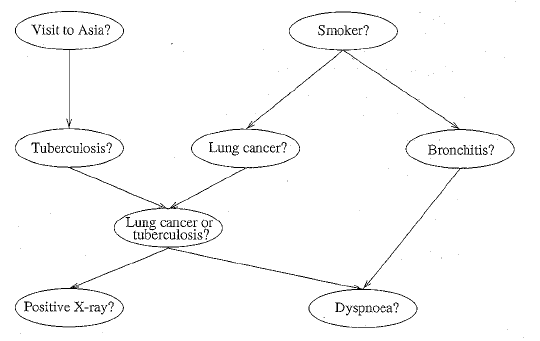 Visit to Asia?
Smoker?
Tuberculosis?
Lung cancer?
Bronchitis?
Lung cancer or
tuberculosis?
Positive X-ray?
Dyspnoea?